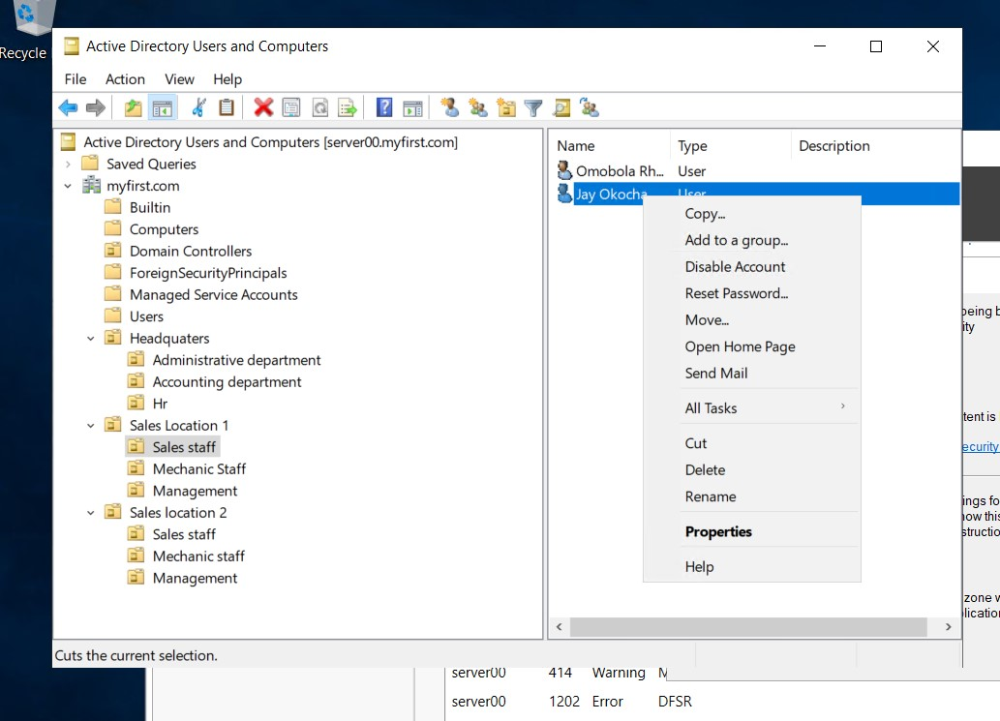 Recycle
Active Directory Users and Computers
File Action View Help
Active Directory Users and Computers [server00.myfirst.com]
Saved Queries
myfirst.com
Builtin
Computers
Domain Controllers
ForeignSecurityPrincipals
Managed Service Accounts
Users
Headquaters
Administrative department
Accounting department
Hr
Sales Location 1
Sales staff
Mechanic Staff
Management
Sales location 2
Sales staff
Mechanic staff
Management
Name Type Description
Omobola Rh... User
Jay Okocha User
Copy...
Add to a group...
Disable Account
Reset Password...
Move...
Open Home Page
Send Mail
All Tasks
Cut
Delete
Rename
Properties
Help
Cuts the current selection.
being b
ity
tent is
ecurity
ings fo
how this
structio
zone w
lication
server00 414 Warning
server00 1202 Error DFSR